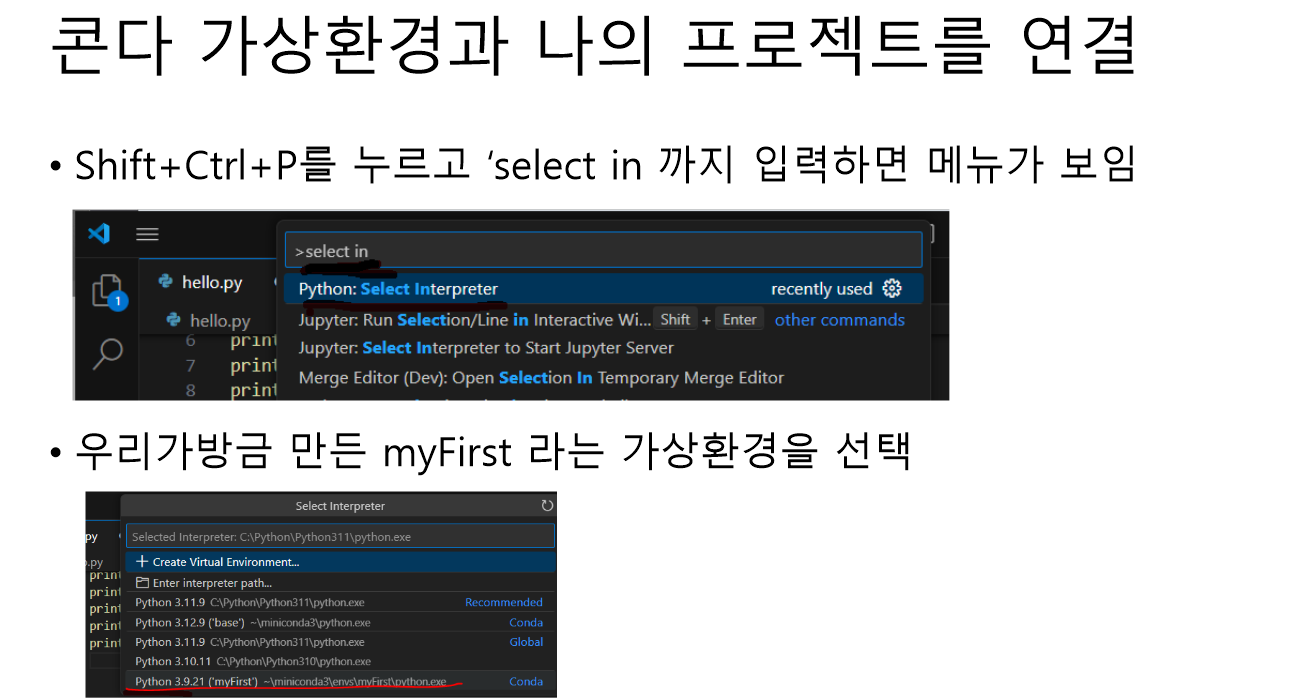 콘다 가상환경과 나의 프로젝트를 연결
• Shift+Ctrl+P를 누르고 ‘select in 까지 입력하면 메뉴가 보임
>select in
hello.py
Python: Select Interpreter recently used
1
Jupyter: Run Selection/Line in Interactive Wi... Shift + Enter other commands
hello.py
6 print
Jupyter: Select Interpreter to Start Jupyter Server
7 print
Merge Editor (Dev): Open Selection In Temporary Merge Editor
8 print
• 우리가방금 만든 myFirst 라는 가상환경을 선택
Select Interpreter
py
Selected Interpreter: C:\Python\Python311\python.exe
+ Create Virtual Environment...
.py
Enter interpreter path...
print
Python 3.11.9 C:\Python\Python311\python.exe Recommended
print
Python 3.12.9 ('base') ~\miniconda3\python.exe Conda
print
Python 3.11.9 C:\Python\Python311\python.exe Global
print
Python 3.10.11 C:\Python\Python310\python.exe
print
Python 3.9.21 ('myFirst') ~\miniconda3\envs\myFirst\python.exe Conda